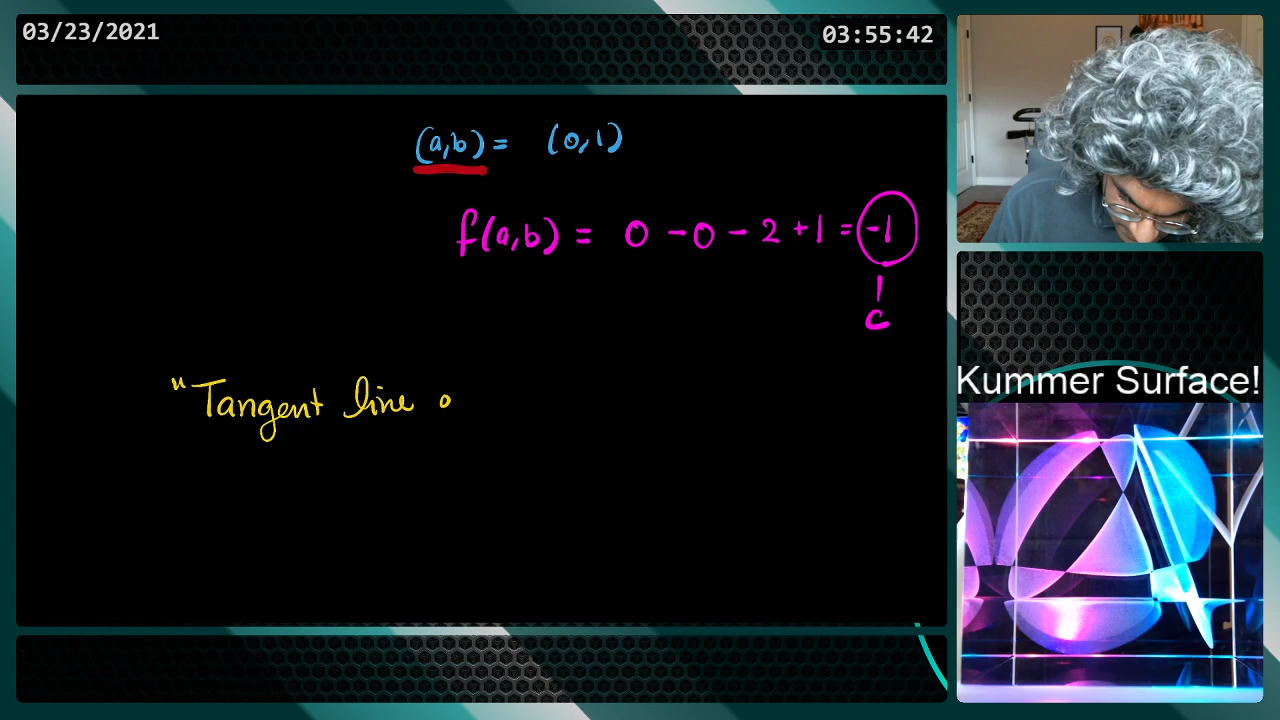 03/23/2021
03:55:42
(a,b) = (0,1)
f(a,b) = 0 - 0 - 2 + 1 = -1
c
"Tangent line o
Kummer Surface!